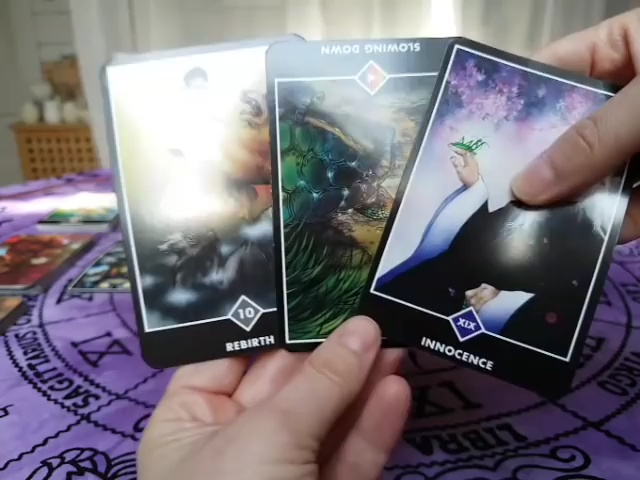 SLOWING DOWN
10
REBIRTH
XIX
INNOCENCE
SAGITTARIUS
VIRGO
LIBRA